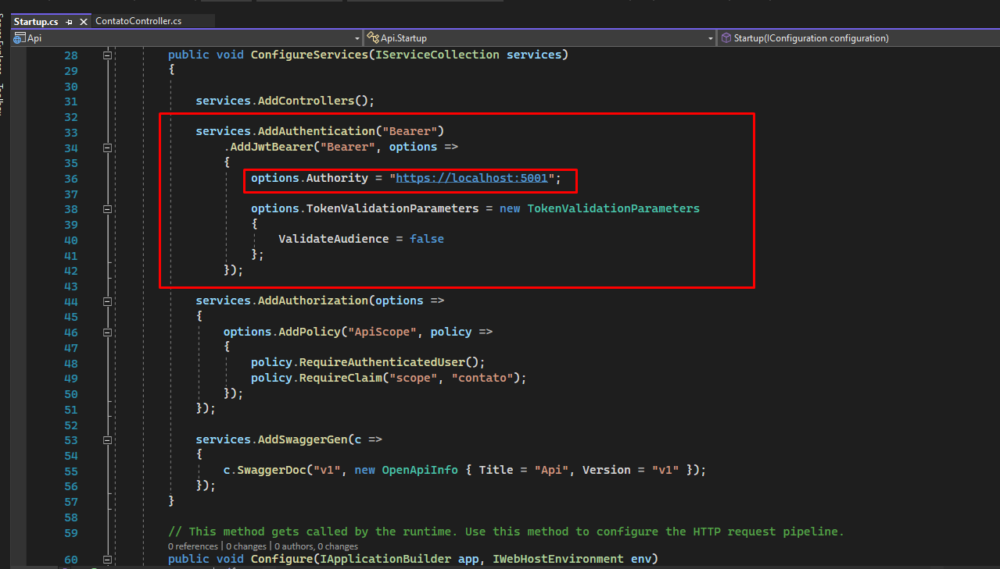 Startup.cs ContatoController.cs
Api Api.Startup Startup(IConfiguration configuration)
28 public void ConfigureServices(IServiceCollection services)
29 {
30
31 services.AddControllers();
32
33 services.AddAuthentication("Bearer")
34 .AddJwtBearer("Bearer", options =>
35 {
36 options.Authority = "https://localhost:5001";
37
38 options.TokenValidationParameters = new TokenValidationParameters
39 {
40 ValidateAudience = false
41 };
42 });
43
44 services.AddAuthorization(options =>
45 {
46 options.AddPolicy("ApiScope", policy =>
47 {
48 policy.RequireAuthenticatedUser();
49 policy.RequireClaim("scope", "contato");
50 });
51 });
52
53 services.AddSwaggerGen(c =>
54 {
55 c.SwaggerDoc("v1", new OpenApiInfo { Title = "Api", Version = "v1" });
56 });
57 }
58
59 // This method gets called by the runtime. Use this method to configure the HTTP request pipeline.
0 references | 0 changes | 0 authors, 0 changes
60 public void Configure(IApplicationBuilder app, IWebHostEnvironment env)